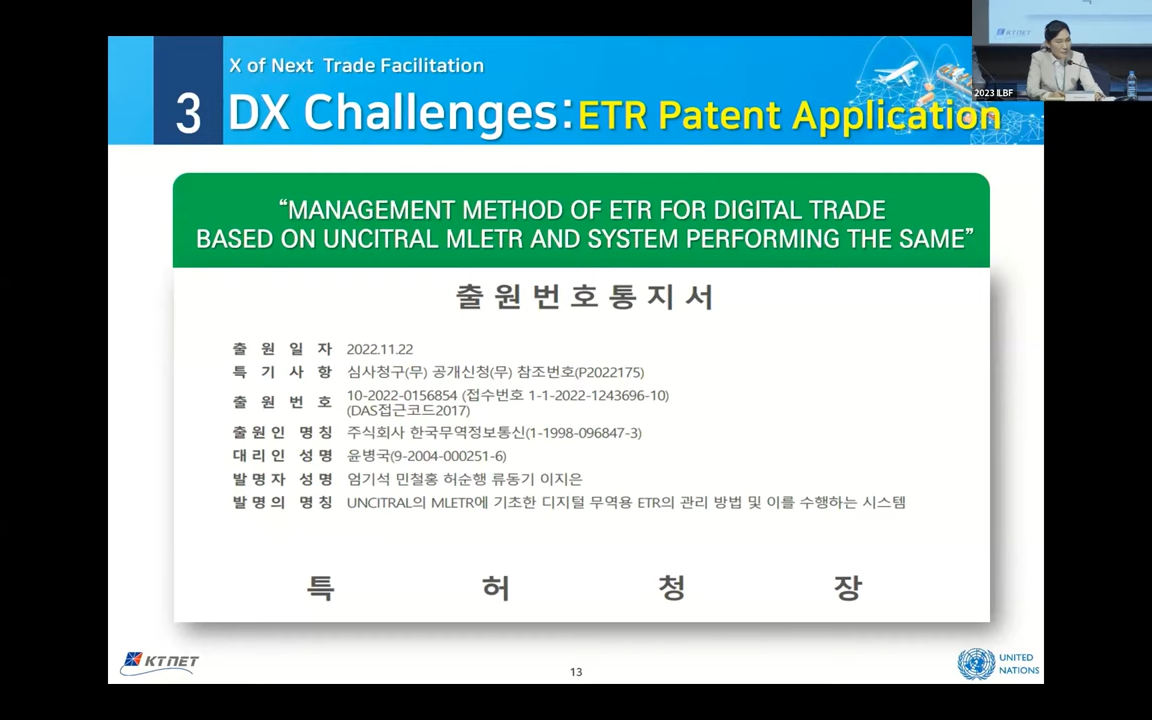 X of Next Trade Facilitation
3 DX Challenges: ETR Patent Application
KTNET
2023 ILBF
“MANAGEMENT METHOD OF ETR FOR DIGITAL TRADE
BASED ON UNCITRAL MLETR AND SYSTEM PERFORMING THE SAME”
출원번호통지서
출 원 일 자 2022.11.22
특 기 사 항 심사청구(무) 공개신청(무) 참조번호(P2022175)
출 원 번 호 10-2022-0156854 (접수번호 1-1-2022-1243696-10)
(DAS접근코드2017)
출원인 명칭 주식회사 한국무역정보통신(1-1998-096847-3)
대리인 성명 윤병국(9-2004-000251-6)
발명자 성명 엄기석 민철홍 허순행 류동기 이지은
발명의 명칭 UNCITRAL의 MLETR에 기초한 디지털 무역용 ETR의 관리 방법 및 이를 수행하는 시스템
특 허 청 장
KTNET
13
UNITED
NATIONS